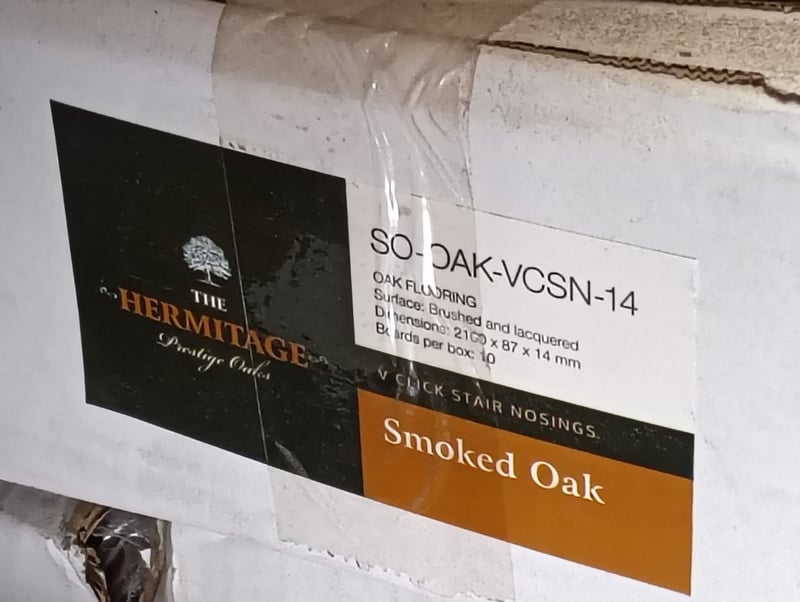 THE
HERMITAGE
Prestige Oaks
SO-OAK-VCSN-14
OAK FLOORING
Surface: Brushed and lacquered
Dimensions: 2100 x 87 x 14 mm
Boards per box: 10
V CLICK STAIR NOSINGS
Smoked Oak